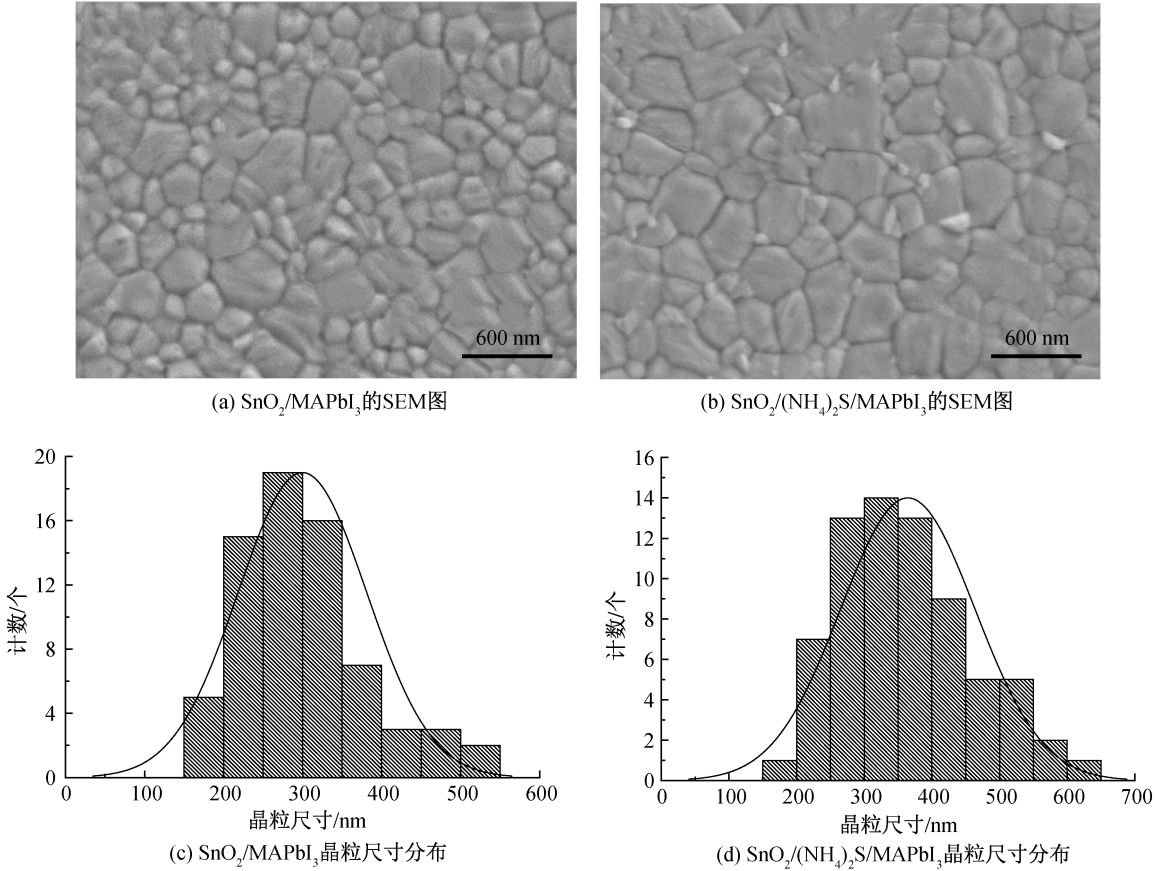 600 nm
600 nm
(a) SnO2/MAPbI3的SEM图
(b) SnO2/(NH4)2S/MAPbI3的SEM图
20
16
12
8
4
0
计数/个
0 100 200 300 400 500 600
晶粒尺寸/nm
(c) SnO2/MAPbI3晶粒尺寸分布
16
14
12
10
8
6
4
2
0
计数/个
0 100 200 300 400 500 600 700
晶粒尺寸/nm
(d) SnO2/(NH4)2S/MAPbI3晶粒尺寸分布